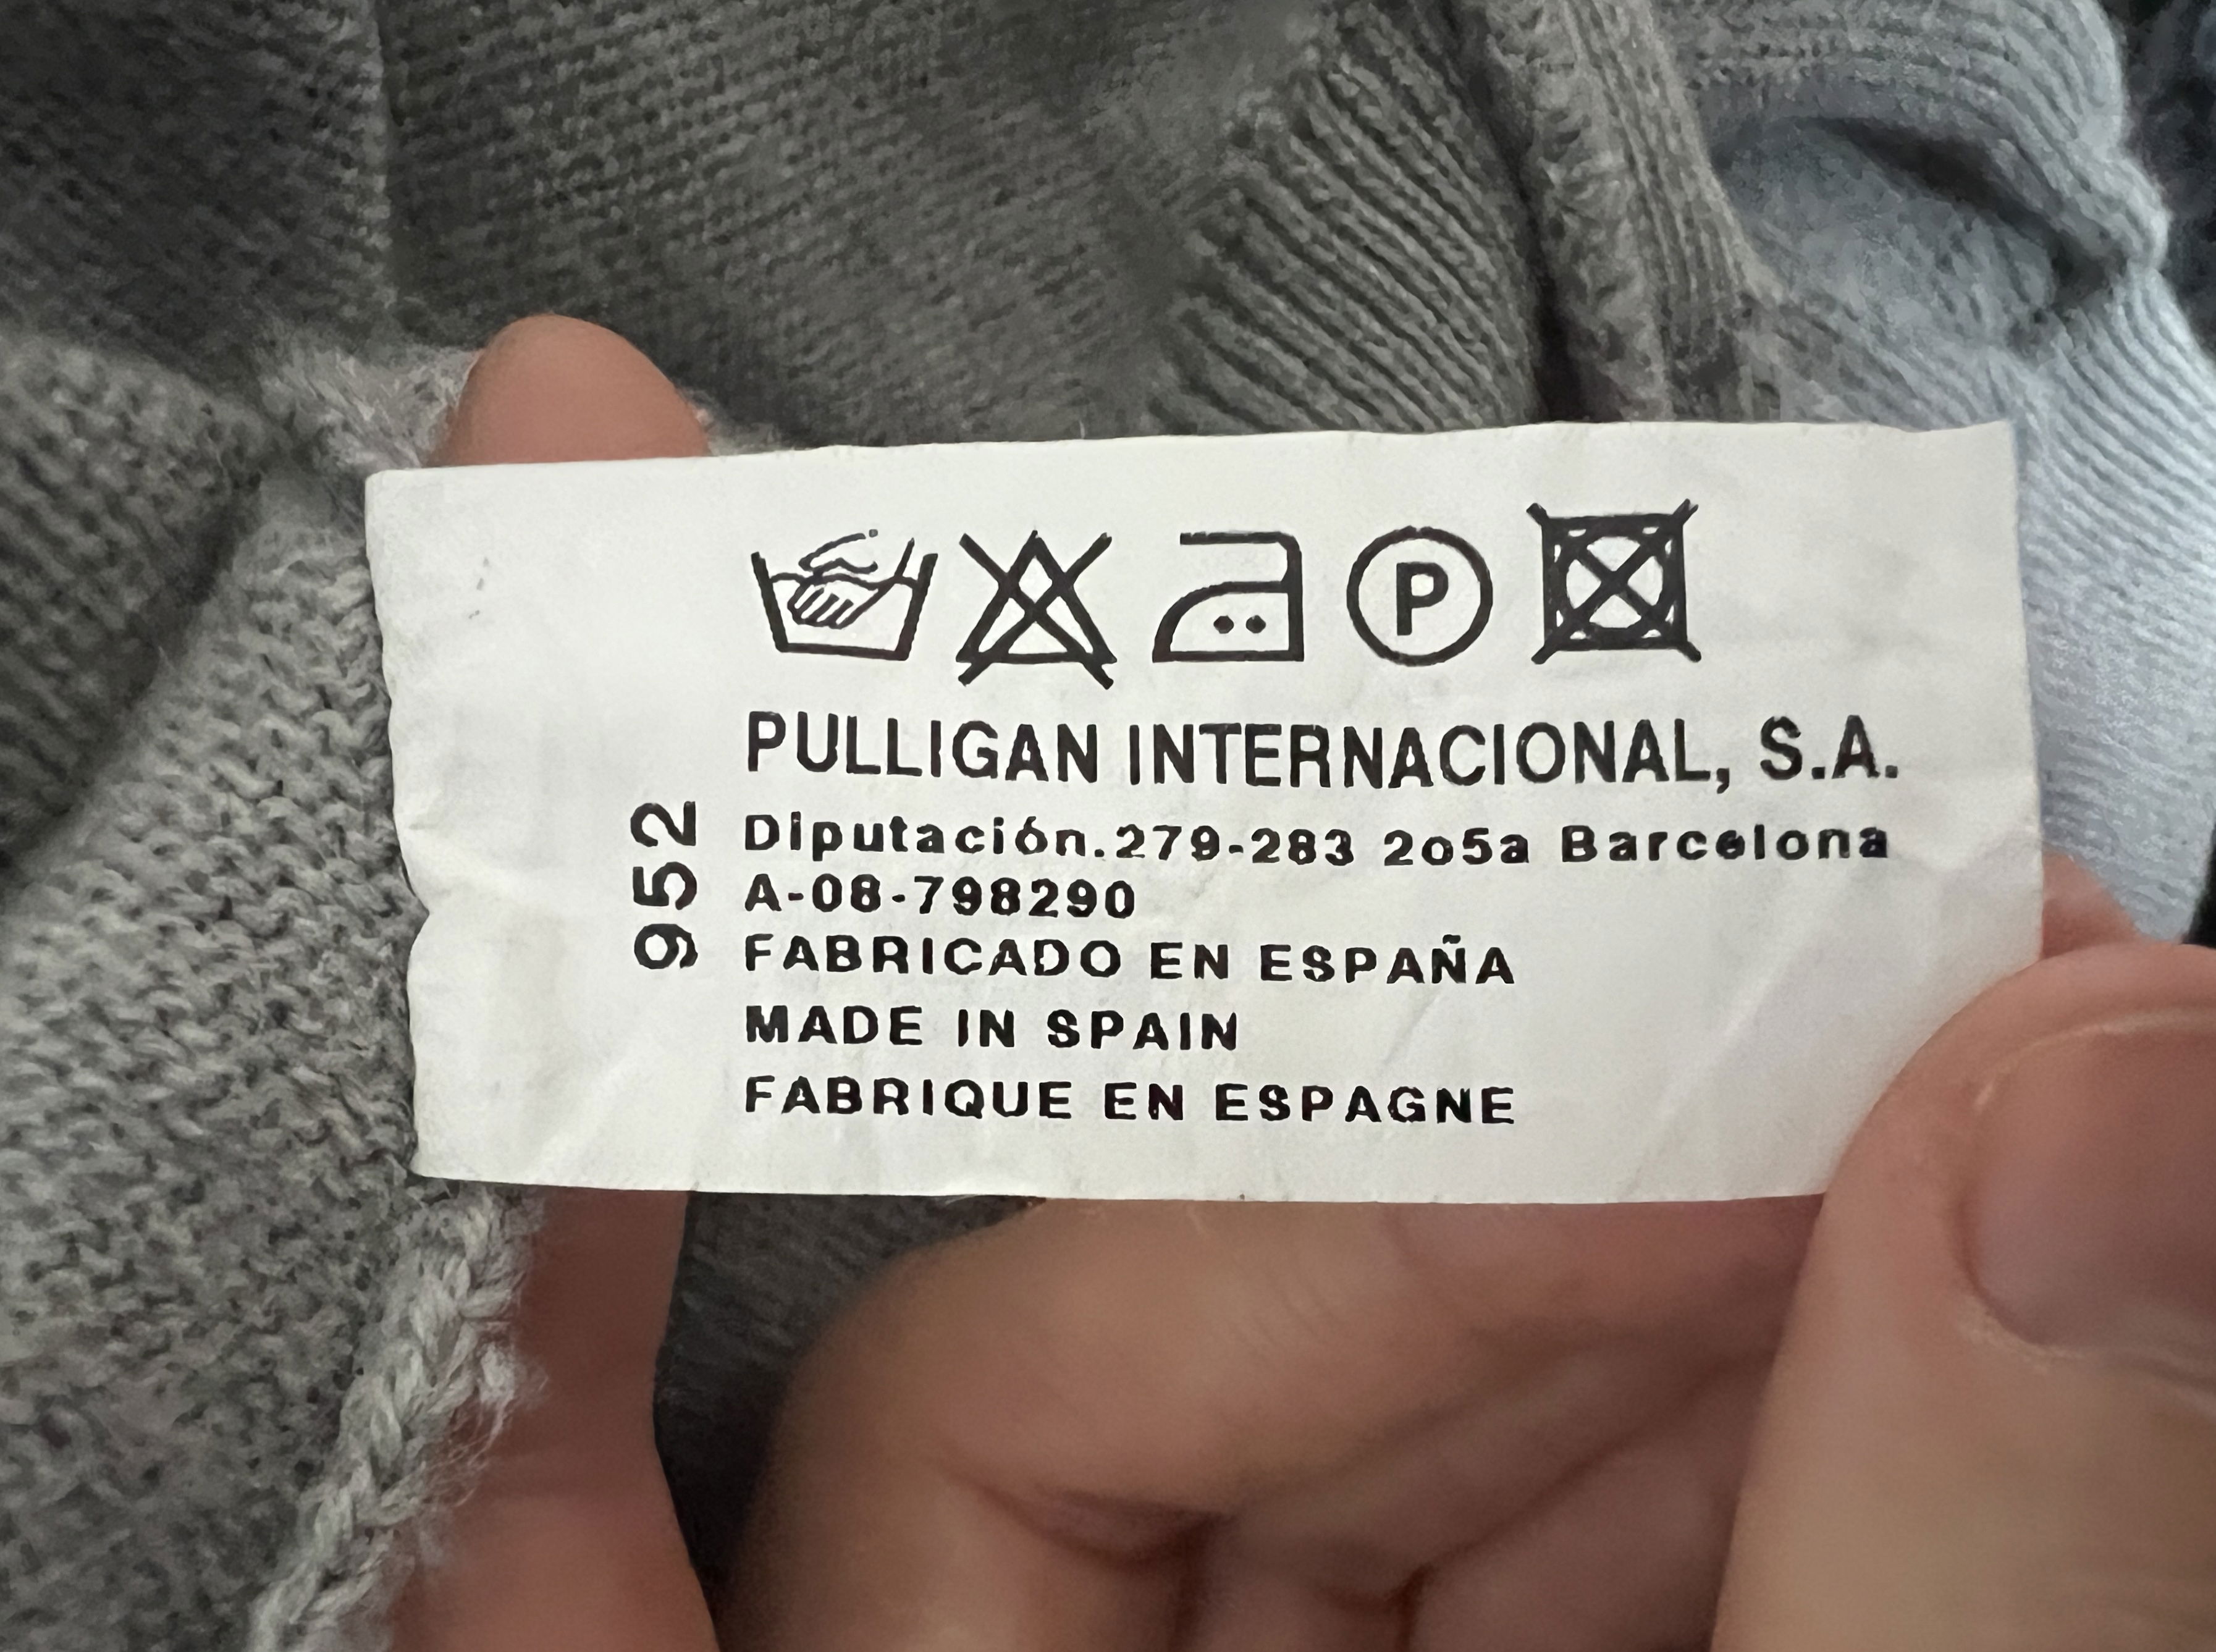 P
PULLIGAN INTERNACIONAL, S.A.
Diputación.279-283 2o5a Barcelona
A-08-798290
FABRICADO EN ESPAÑA
MADE IN SPAIN
FABRIQUE EN ESPAGNE
952